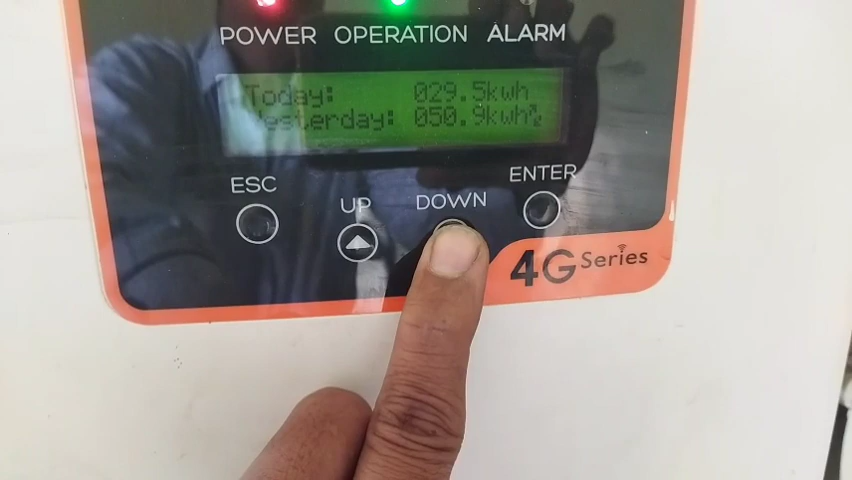 POWER OPERATION ALARM
Today: 029.5kwh
Yesterday: 050.9kwh
ESC UP DOWN ENTER
4G Series